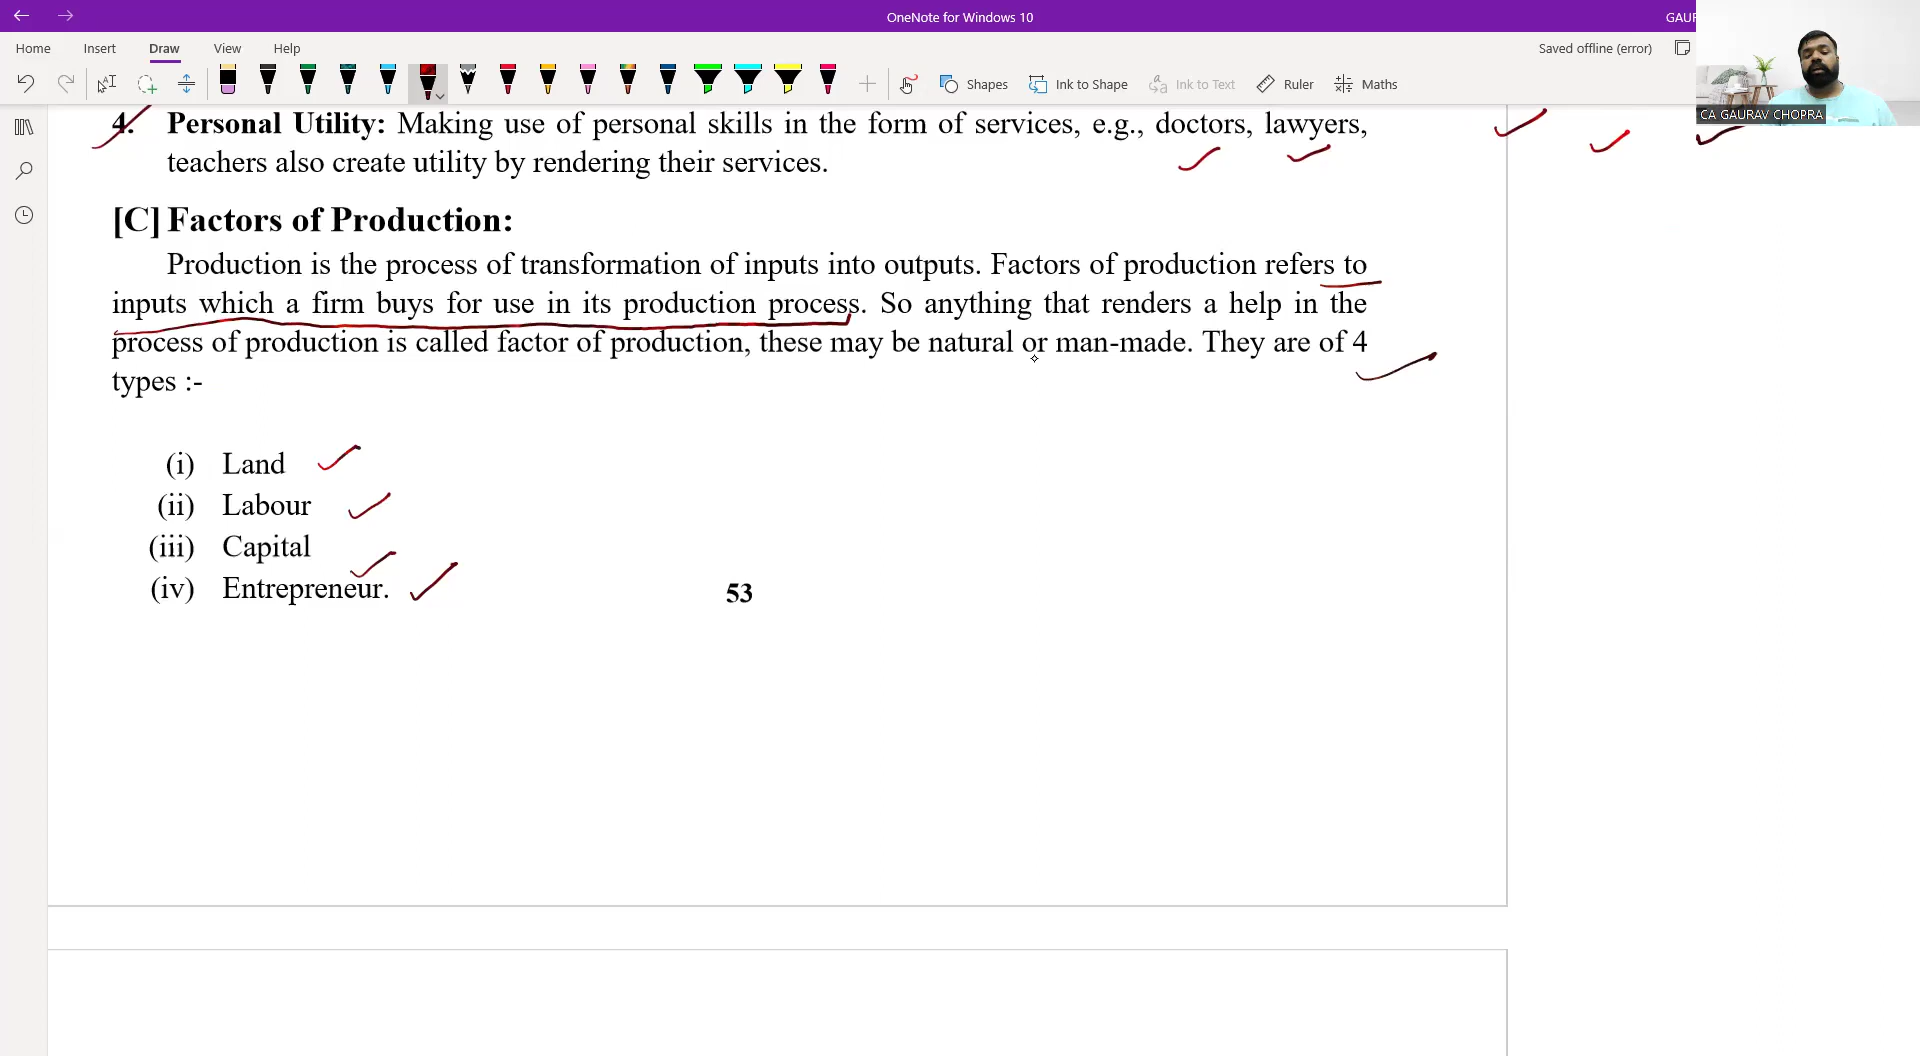 OneNote for Windows 10
GAUR
Home Insert Draw View Help
Saved offline (error)
Shapes Ink to Shape Ink to Text Ruler Maths
CA GAURAV CHOPRA
4. Personal Utility: Making use of personal skills in the form of services, e.g., doctors, lawyers,
teachers also create utility by rendering their services.
[C] Factors of Production:
Production is the process of transformation of inputs into outputs. Factors of production refers to
inputs which a firm buys for use in its production process. So anything that renders a help in the
process of production is called factor of production, these may be natural or man-made. They are of 4
types :-
(i) Land
(ii) Labour
(iii) Capital
(iv) Entrepreneur.
53